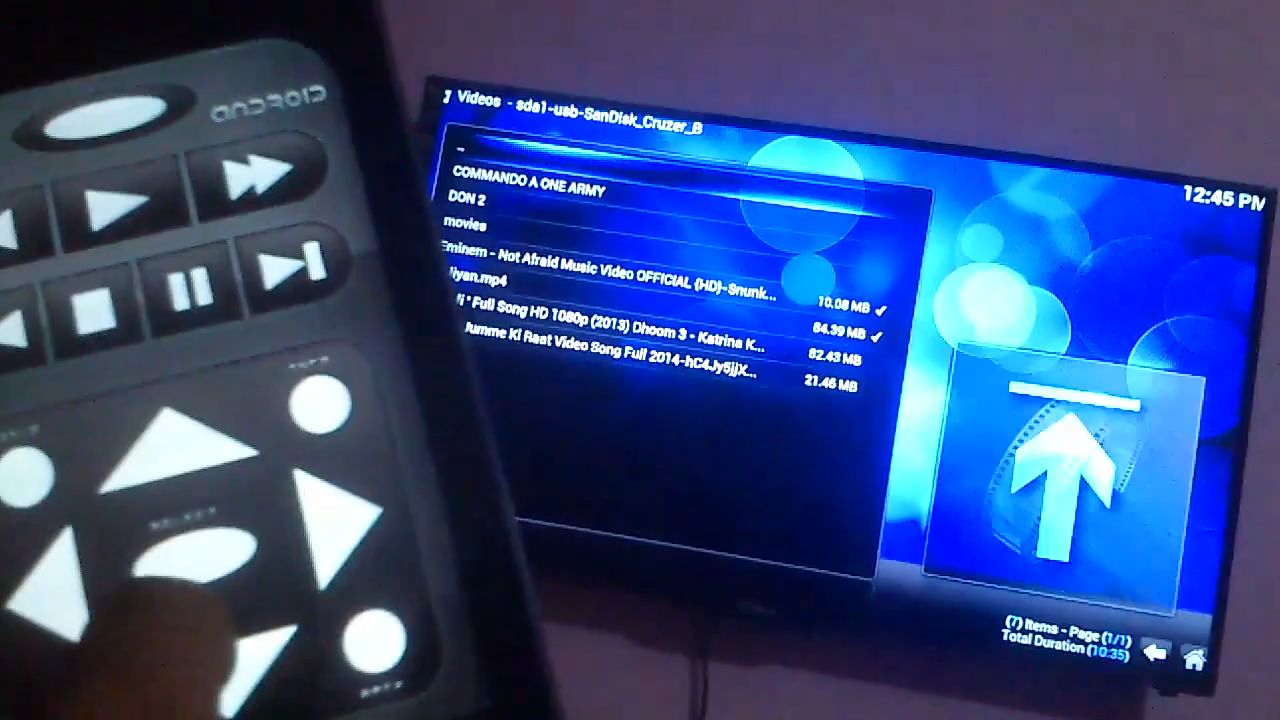 ANDROID
Videos - sda1-usb-SanDisk_Cruzer_B
12:45 PM
..
COMMANDO A ONE ARMY
DON 2
movies
Eminem - Not Afraid Music Video OFFICIAL {HD}-Snunk... 10.08 MB ✓
liyan.mp4 84.39 MB ✓
i ' Full Song HD 1080p (2013) Dhoom 3 - Katrina K... 82.43 MB
Jumme Ki Raat Video Song Full 2014-hC4Jy5jjX... 21.46 MB
(7) Items - Page (1/1)
Total Duration (10:35)
SELECT